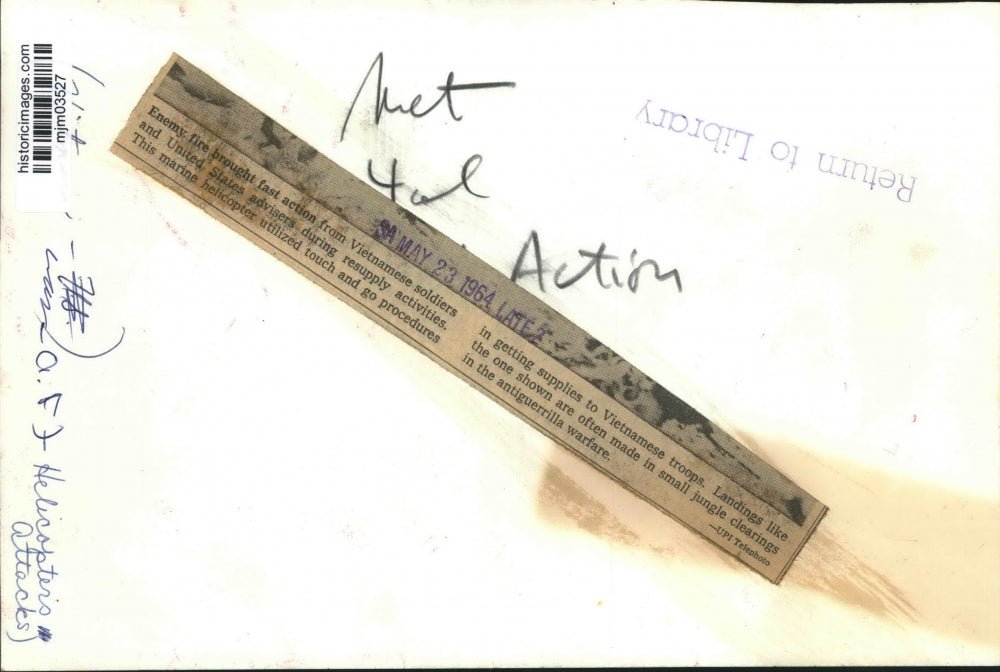 historicimages.com
mjm03527
Met
4 col
Action
Return to Library
Enemy fire brought fast action from Vietnamese soldiers
and United States advisers during resupply activities.
This marine helicopter utilized touch and go procedures
in getting supplies to Vietnamese troops. Landings like
the one shown are often made in small jungle clearings
in the antiguerrilla warfare.
—UPI Telephoto
SA MAY 23 1964 LATE
Helicopters
attacks)